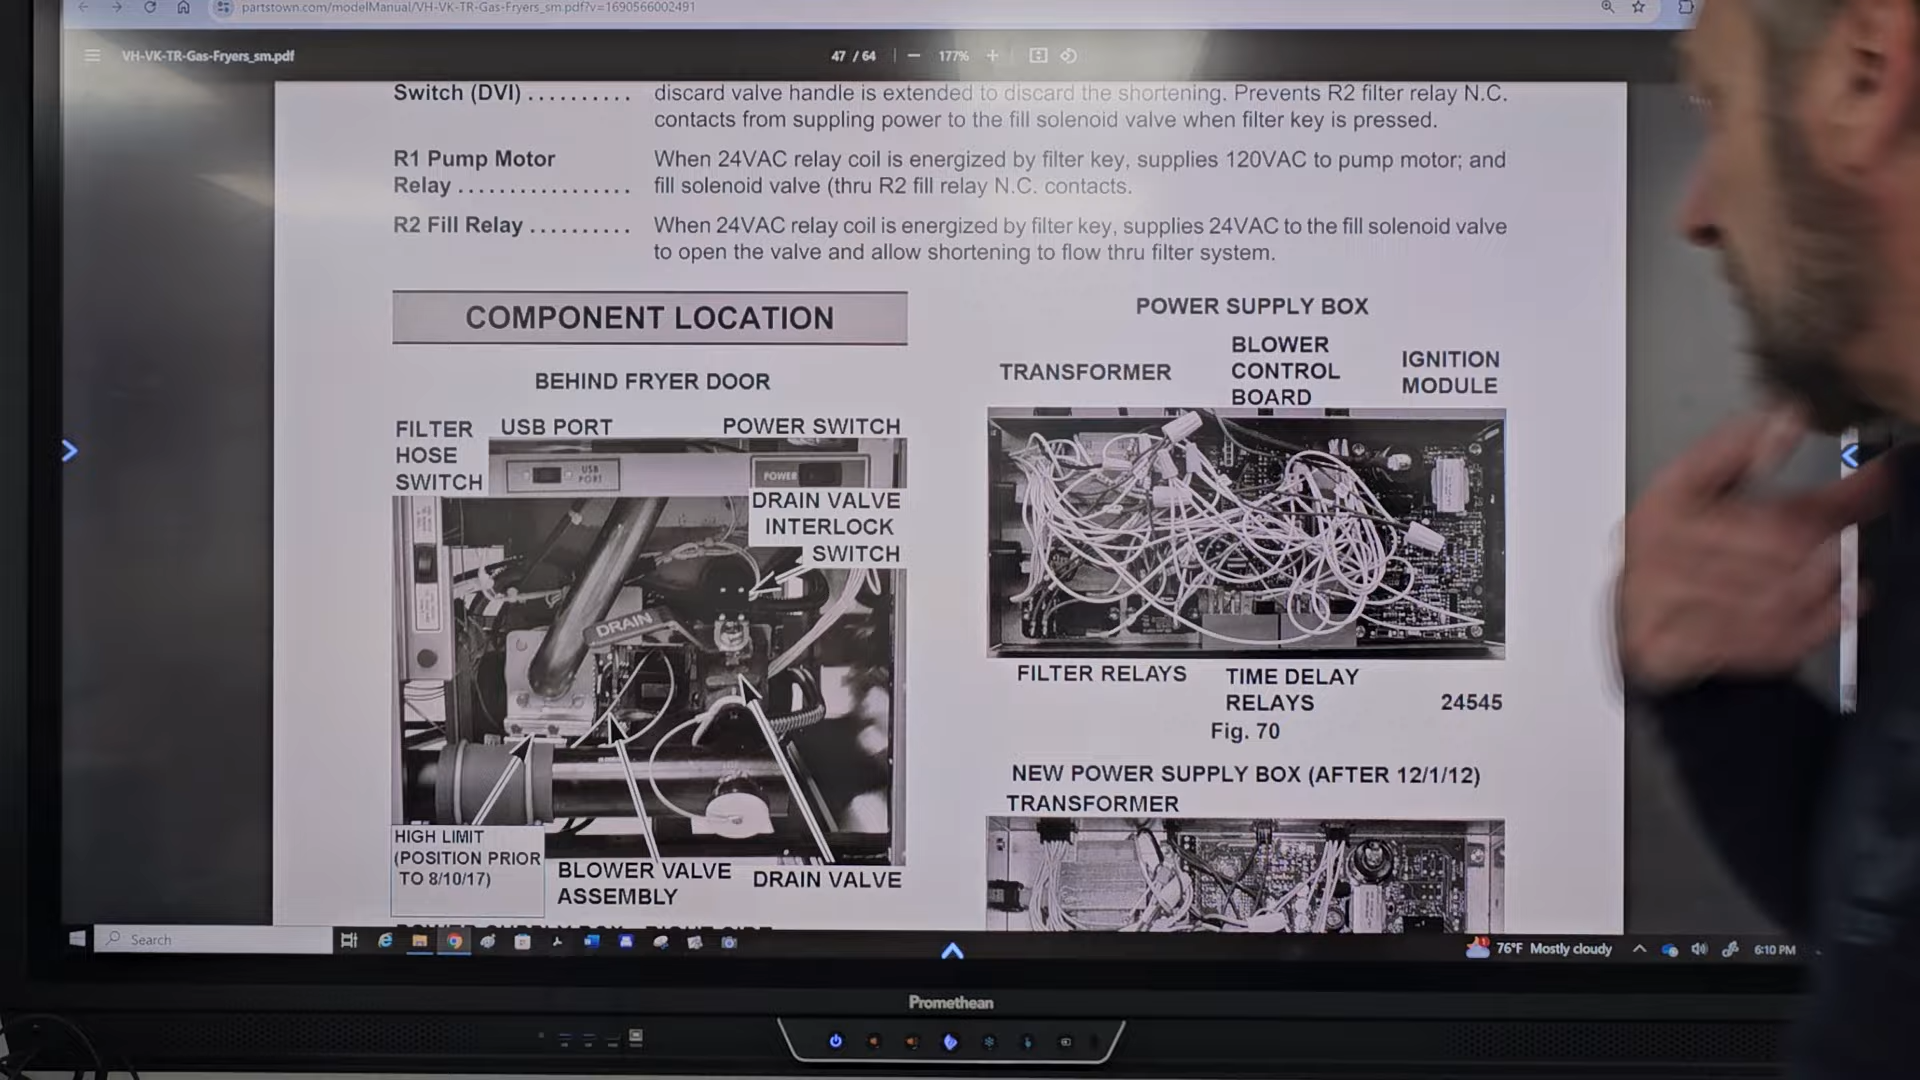 partstown.com/modelManual/VH-VK-TR-Gas-Fryers_sm.pdf?v=1690566002491
VH-VK-TR-Gas-Fryers_sm.pdf
47 / 64
177%
Switch (DVI) .......... discard valve handle is extended to discard the shortening. Prevents R2 filter relay N.C.
contacts from suppling power to the fill solenoid valve when filter key is pressed.
R1 Pump Motor When 24VAC relay coil is energized by filter key, supplies 120VAC to pump motor; and
Relay ................. fill solenoid valve (thru R2 fill relay N.C. contacts.
R2 Fill Relay .......... When 24VAC relay coil is energized by filter key, supplies 24VAC to the fill solenoid valve
to open the valve and allow shortening to flow thru filter system.
COMPONENT LOCATION
BEHIND FRYER DOOR
FILTER
HOSE
SWITCH
USB PORT
POWER SWITCH
USB
PORT
POWER
DRAIN VALVE
INTERLOCK
SWITCH
DRAIN
HIGH LIMIT
(POSITION PRIOR
TO 8/10/17)
BLOWER VALVE
ASSEMBLY
DRAIN VALVE
POWER SUPPLY BOX
TRANSFORMER
BLOWER
CONTROL
BOARD
IGNITION
MODULE
FILTER RELAYS
TIME DELAY
RELAYS
24545
Fig. 70
NEW POWER SUPPLY BOX (AFTER 12/1/12)
TRANSFORMER
Search
76°F Mostly cloudy
6:10 PM
Promethean